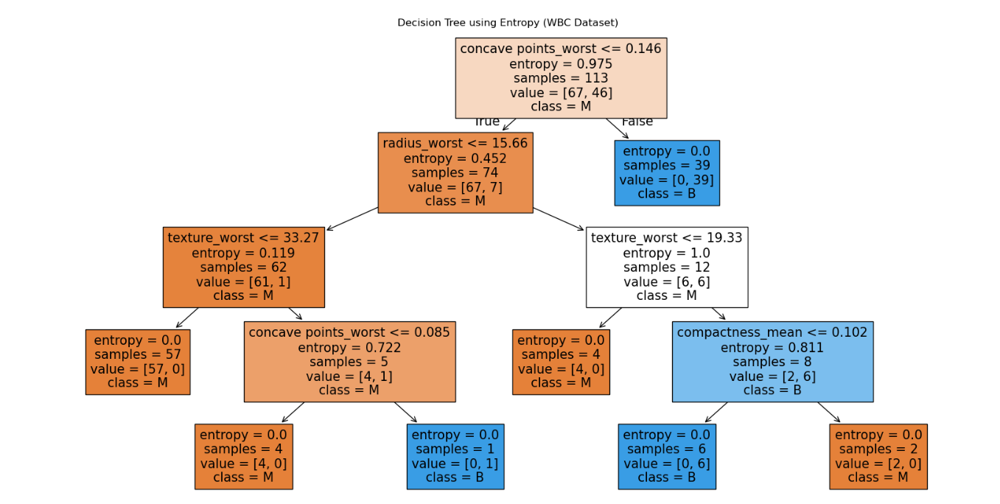 Decision Tree using Entropy (WBC Dataset)
concave points_worst <= 0.146
entropy = 0.975
samples = 113
value = [67, 46]
class = M
True
False
radius_worst <= 15.66
entropy = 0.452
samples = 74
value = [67, 7]
class = M
entropy = 0.0
samples = 39
value = [0, 39]
class = B
texture_worst <= 33.27
entropy = 0.119
samples = 62
value = [61, 1]
class = M
texture_worst <= 19.33
entropy = 1.0
samples = 12
value = [6, 6]
class = M
entropy = 0.0
samples = 57
value = [57, 0]
class = M
concave points_worst <= 0.085
entropy = 0.722
samples = 5
value = [4, 1]
class = M
entropy = 0.0
samples = 4
value = [4, 0]
class = M
compactness_mean <= 0.102
entropy = 0.811
samples = 8
value = [2, 6]
class = B
entropy = 0.0
samples = 4
value = [4, 0]
class = M
entropy = 0.0
samples = 1
value = [0, 1]
class = B
entropy = 0.0
samples = 6
value = [0, 6]
class = B
entropy = 0.0
samples = 2
value = [2, 0]
class = M